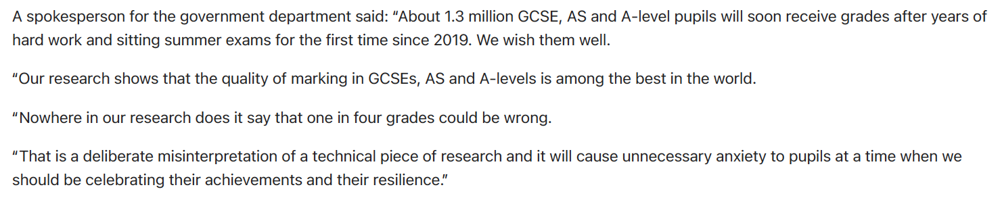 A spokesperson for the government department said: “About 1.3 million GCSE, AS and A-level pupils will soon receive grades after years of
hard work and sitting summer exams for the first time since 2019. We wish them well.
“Our research shows that the quality of marking in GCSEs, AS and A-levels is among the best in the world.
“Nowhere in our research does it say that one in four grades could be wrong.
“That is a deliberate misinterpretation of a technical piece of research and it will cause unnecessary anxiety to pupils at a time when we
should be celebrating their achievements and their resilience.”